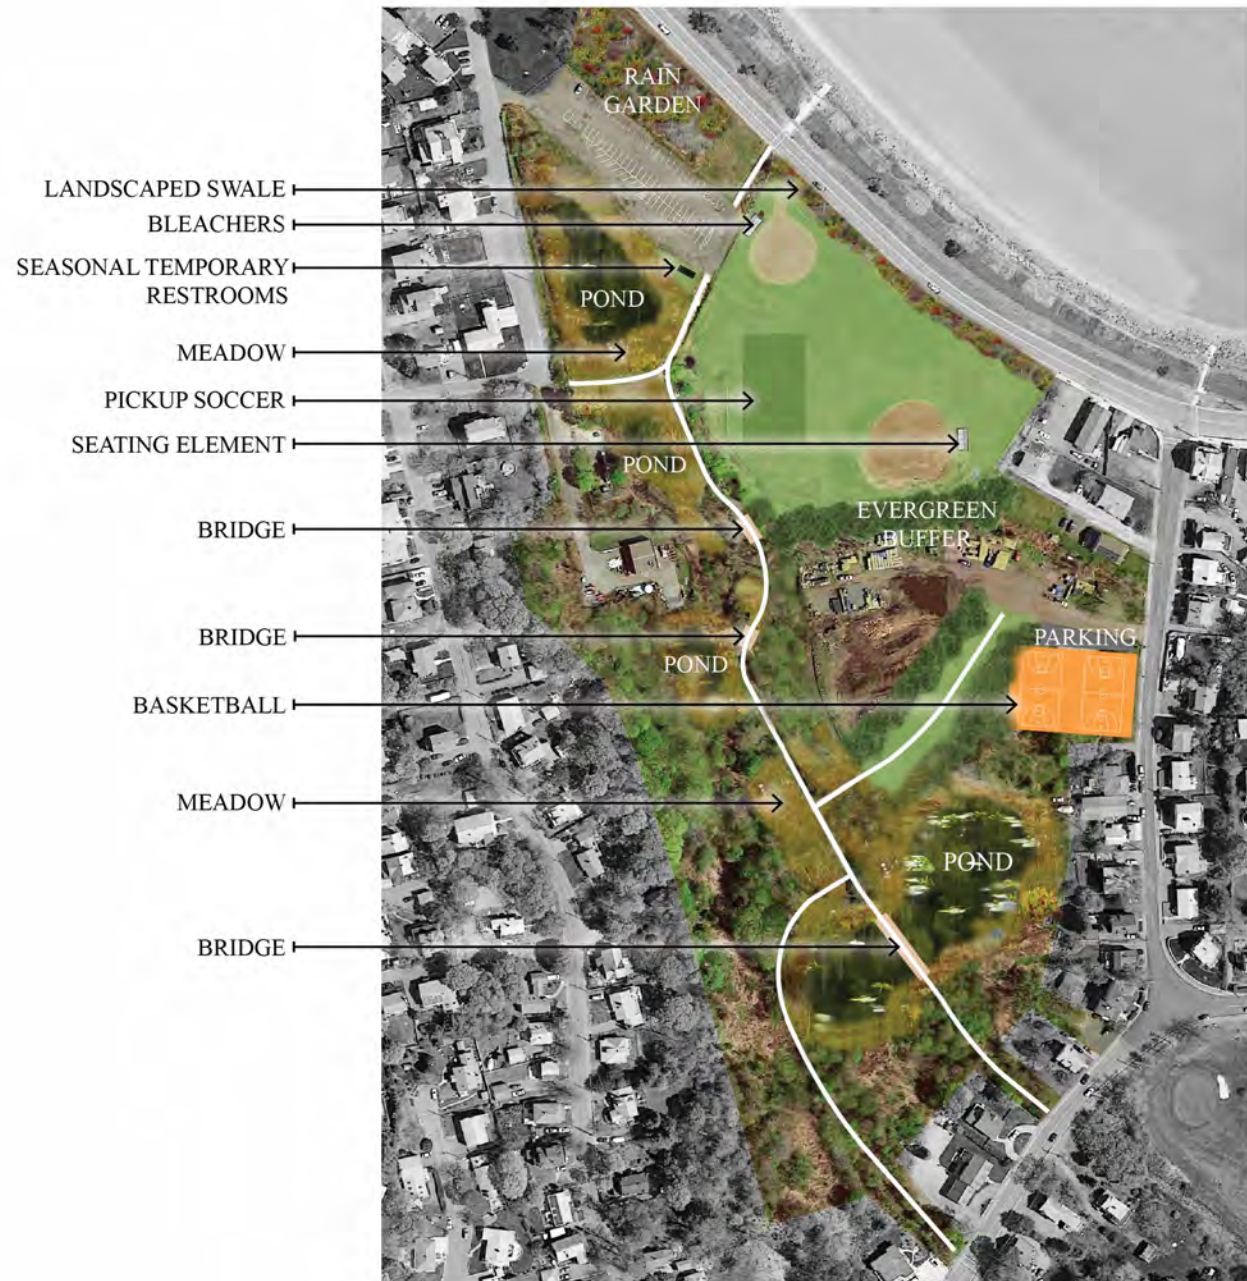 RAIN
GARDEN
LANDSCAPED SWALE
BLEACHERS
SEASONAL TEMPORARY
RESTROOMS
POND
MEADOW
PICKUP SOCCER
SEATING ELEMENT
POND
EVERGREEN
BUFFER
BRIDGE
BRIDGE
PARKING
POND
BASKETBALL
MEADOW
POND
BRIDGE